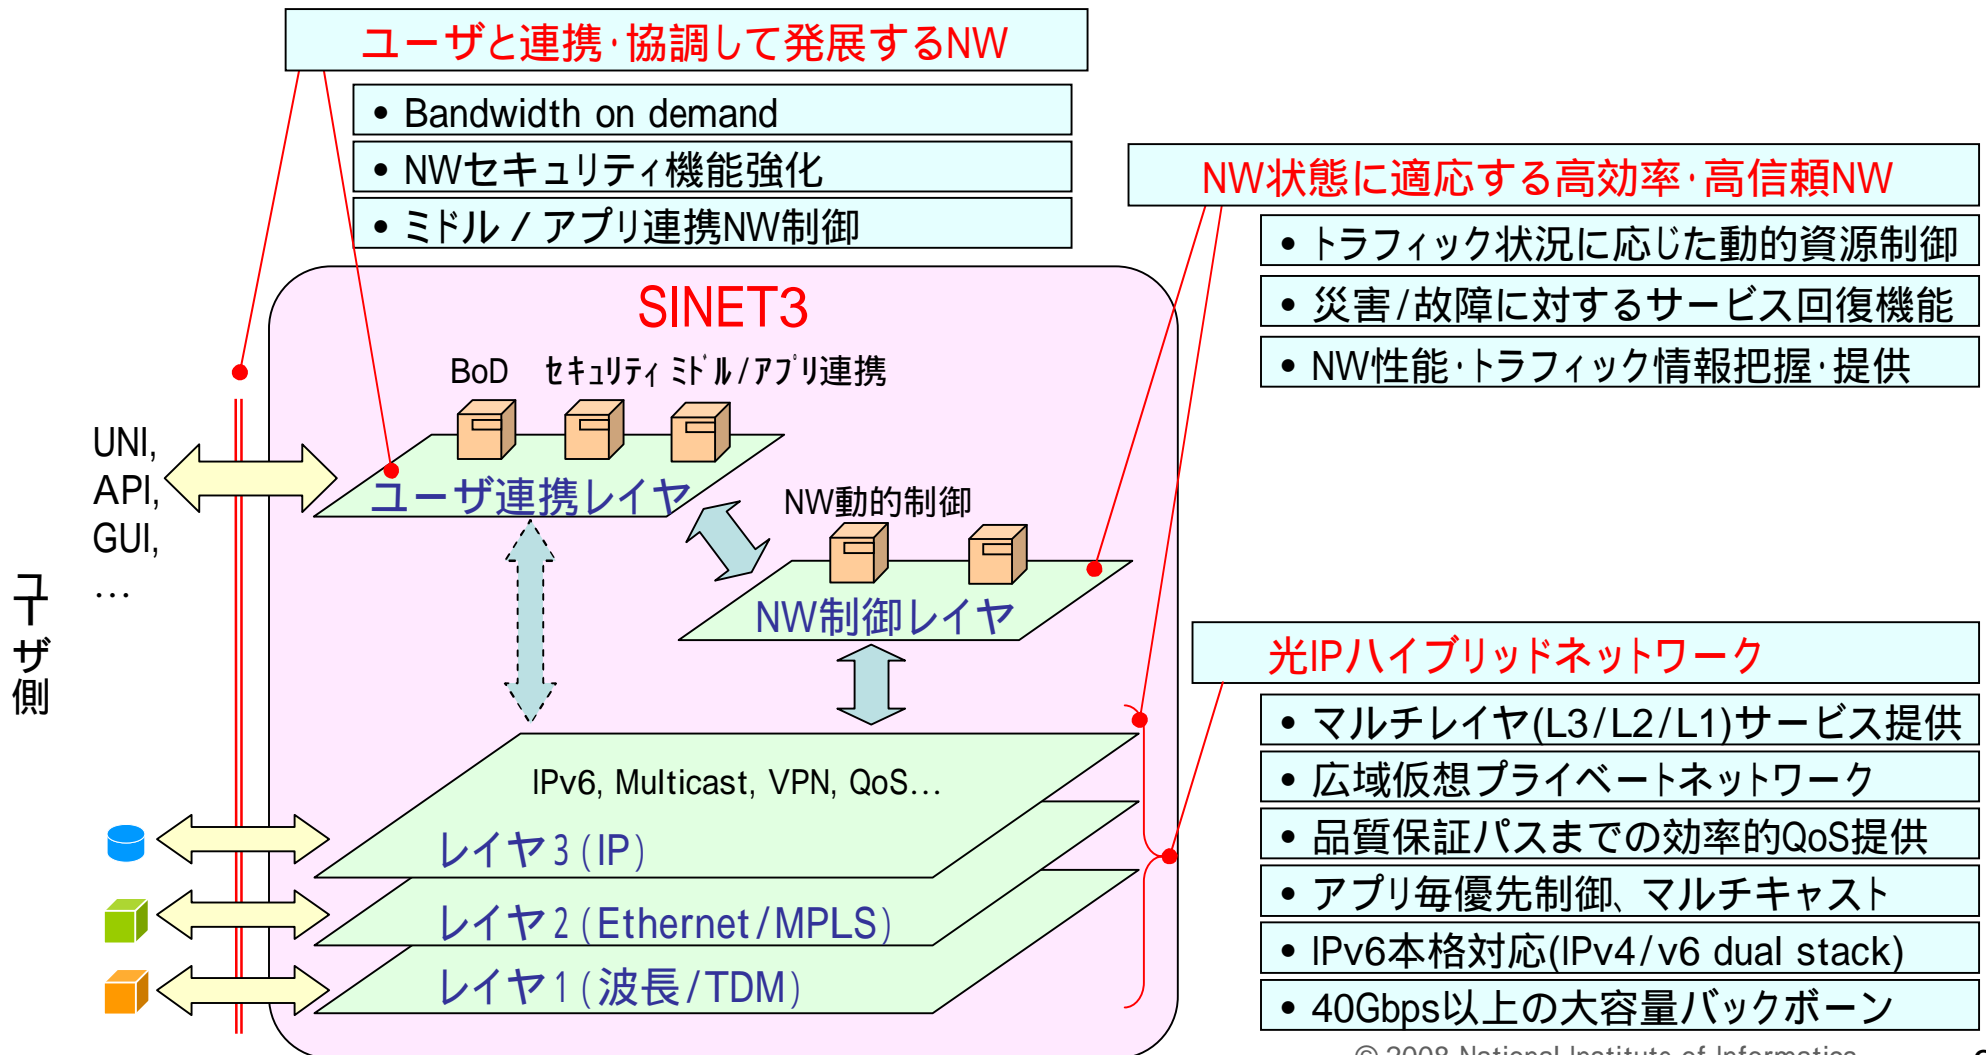 ユーザと連携・協調して発展するNW
• Bandwidth on demand
• NWセキュリティ機能強化
• ミドル / アプリ連携NW制御
NW状態に適応する高効率・高信頼NW
• トラフィック状況に応じた動的資源制御
• 災害/故障に対するサービス回復機能
• NW性能・トラフィック情報把握・提供
SINET3
BoD セキュリティ ミドル/アプリ連携
UNI,
API,
GUI,
…
ユーザ側
ユーザ連携レイヤ
NW動的制御
NW制御レイヤ
光IPハイブリッドネットワーク
• マルチレイヤ(L3/L2/L1)サービス提供
• 広域仮想プライベートネットワーク
• 品質保証パスまでの効率的QoS提供
• アプリ毎優先制御、マルチキャスト
• IPv6本格対応(IPv4/v6 dual stack)
• 40Gbps以上の大容量バックボーン
IPv6, Multicast, VPN, QoS…
レイヤ3(IP)
レイヤ2(Ethernet/MPLS)
レイヤ1(波長/TDM)
© 2008 National Institute of Informatics